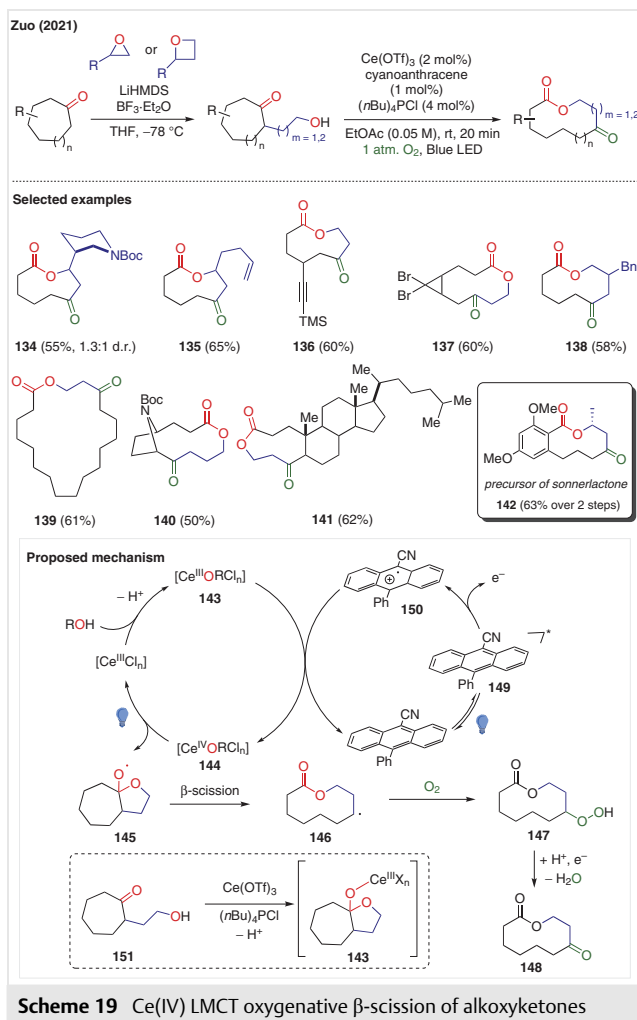 Zuo (2021)
O
or
O
R
R
LiHMDS
BF₃·Et₂O
THF, –78 °C
R
O
( )n
R
O
OH
( )m = 1,2
( )n
Ce(OTf)₃ (2 mol%)
cyanoanthracene
(1 mol%)
(nBu)₄PCl (4 mol%)
EtOAc (0.05 M), rt, 20 min
1 atm. O₂, Blue LED
O
O
( )m = 1,2
R
( )n
O
Selected examples
NBoc
O
O
O
134 (55%, 1.3:1 d.r.)
O
O
O
135 (65%)
O
O
O
TMS
136 (60%)
Br
Br
O
O
O
137 (60%)
O
O
Bn
O
138 (58%)
O
O
O
139 (61%)
Boc
N
O
O
O
140 (50%)
Me
Me
Me
Me
Me
O
O
O
141 (62%)
OMe
O
O
MeO
O
precursor of sonnerlactone
142 (63% over 2 steps)
Proposed mechanism
– H⁺
[CeᴵᴵᴵORClₙ]
143
ROH
[CeᴵᴵᴵClₙ]
[CeᴵⱽORClₙ]
144
CN
Ph
150
e⁻
CN
*
Ph
149
CN
Ph
O
O
145
β-scission
O
O
146
O₂
O
O
OOH
147
+ H⁺, e⁻
– H₂O
O
O
O
148
O
OH
151
Ce(OTf)₃
(nBu)₄PCl
– H⁺
O
CeᴵᴵᴵXₙ
O
143
Scheme 19 Ce(IV) LMCT oxygenative β-scission of alkoxyketones